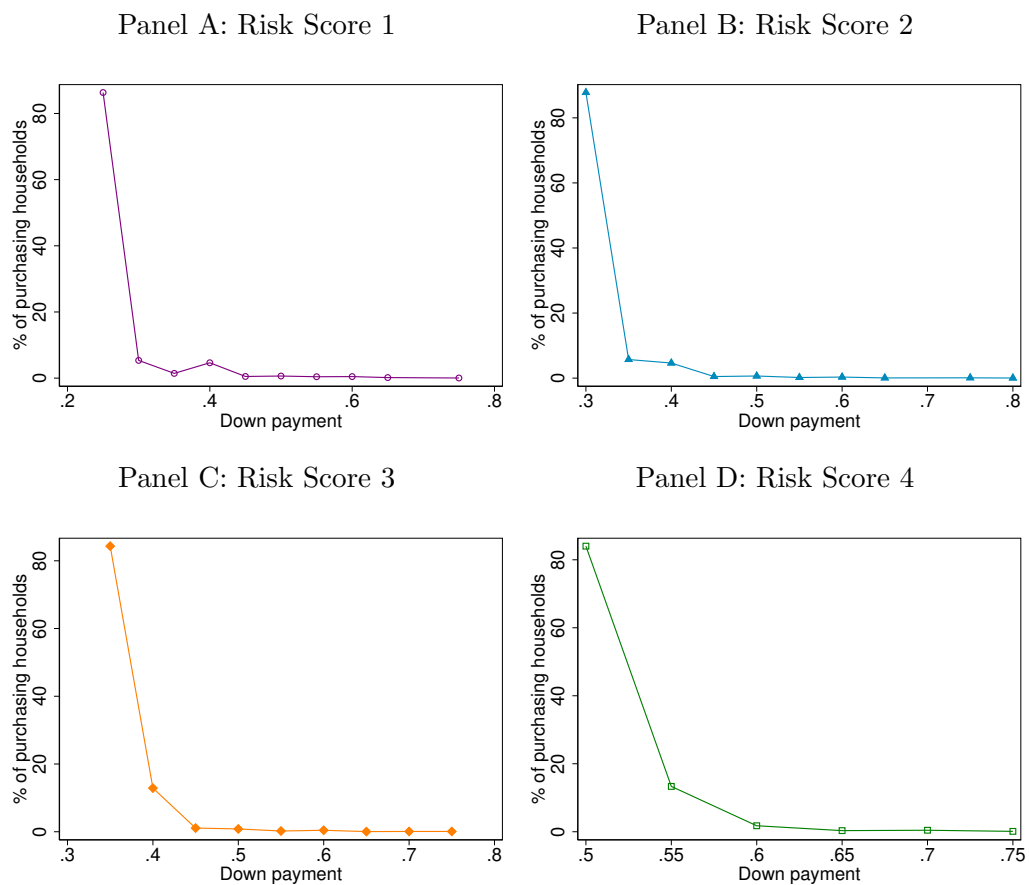 Panel A: Risk Score 1
% of purchasing households
80
60
40
20
0
.2 .4 .6 .8
Down payment
Panel B: Risk Score 2
% of purchasing households
80
60
40
20
0
.3 .4 .5 .6 .7 .8
Down payment
Panel C: Risk Score 3
% of purchasing households
80
60
40
20
0
.3 .4 .5 .6 .7 .8
Down payment
Panel D: Risk Score 4
% of purchasing households
80
60
40
20
0
.5 .55 .6 .65 .7 .75
Down payment